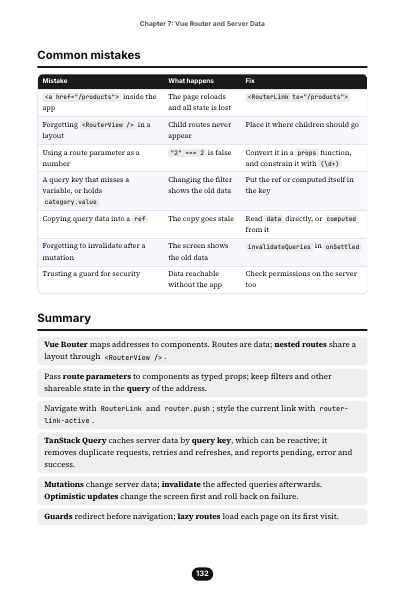 Chapter 7: Vue Router and Server Data
Common mistakes
Mistake What happens Fix
<a href="/products"> inside the The page reloads <RouterLink to="/products">
app and all state is lost
Forgetting <RouterView /> in a Child routes never Place it where children should go
layout appear
Using a route parameter as a "2" === 2 is false Convert it in a props function,
number and constrain it with (\d+)
A query key that misses a Changing the filter Put the ref or computed itself in
variable, or holds shows the old data the key
category.value
Copying query data into a ref The copy goes stale Read data directly, or computed
from it
Forgetting to invalidate after a The screen shows invalidateQueries in onSettled
mutation the old data
Trusting a guard for security Data reachable Check permissions on the server
without the app too
Summary
Vue Router maps addresses to components. Routes are data; nested routes share a
layout through <RouterView />.
Pass route parameters to components as typed props; keep filters and other
shareable state in the query of the address.
Navigate with RouterLink and router.push; style the current link with router-
link-active.
TanStack Query caches server data by query key, which can be reactive; it
removes duplicate requests, retries and refreshes, and reports pending, error and
success.
Mutations change server data; invalidate the affected queries afterwards.
Optimistic updates change the screen first and roll back on failure.
Guards redirect before navigation; lazy routes load each page on its first visit.
132